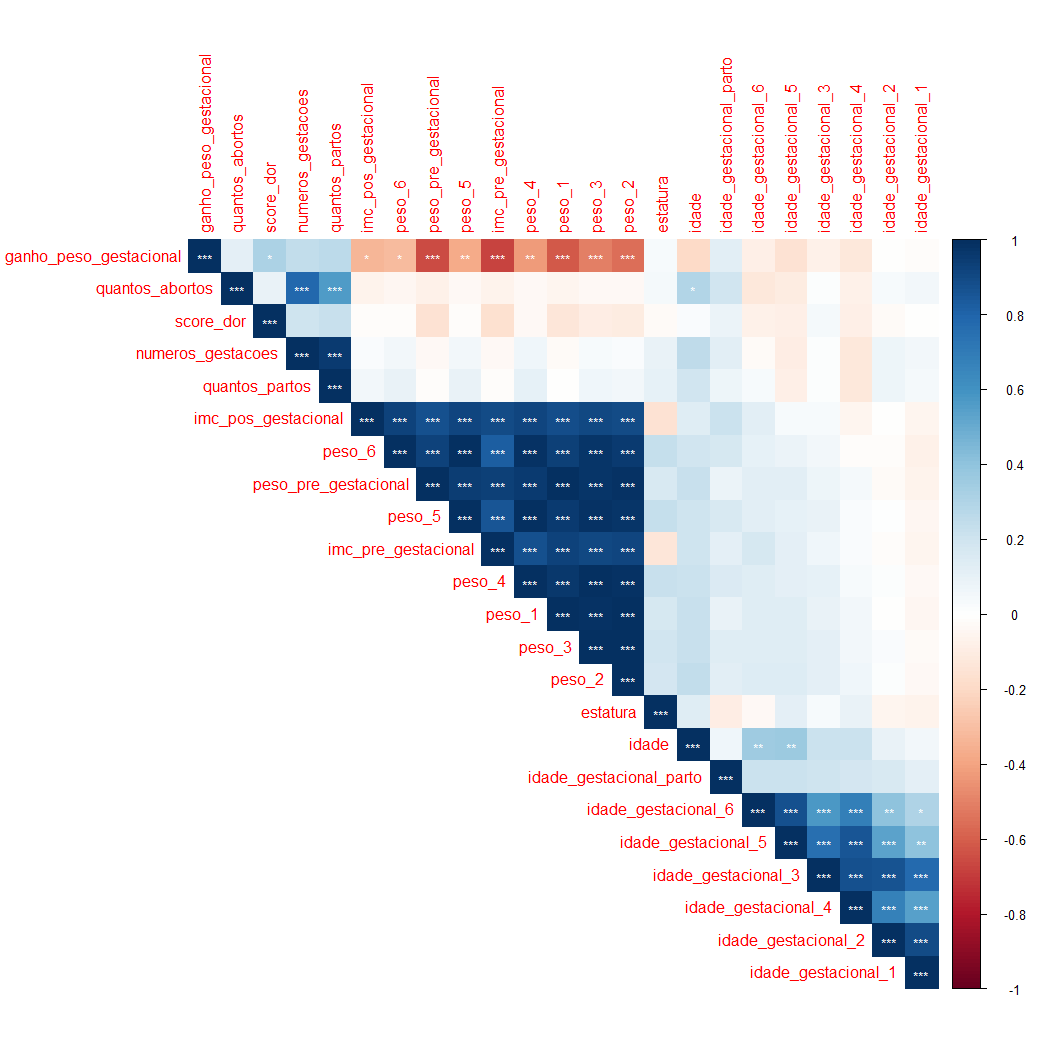 ganho_peso_gestacional
quantos_abortos
score_dor
numeros_gestacoes
quantos_partos
imc_pos_gestacional
peso_6
peso_pre_gestacional
peso_5
imc_pre_gestacional
peso_4
peso_1
peso_3
peso_2
estatura
idade
idade_gestacional_parto
idade_gestacional_6
idade_gestacional_5
idade_gestacional_3
idade_gestacional_4
idade_gestacional_2
idade_gestacional_1
ganho_peso_gestacional *** * * * *** ** *** ** *** *** ***
quantos_abortos *** *** *** *
score_dor ***
numeros_gestacoes *** ***
quantos_partos ***
imc_pos_gestacional *** *** *** *** *** *** *** *** ***
peso_6 *** *** *** *** *** *** *** ***
peso_pre_gestacional *** *** *** *** *** *** ***
peso_5 *** *** *** *** *** ***
imc_pre_gestacional *** *** *** *** ***
peso_4 *** *** *** ***
peso_1 *** *** ***
peso_3 *** ***
peso_2 ***
estatura ***
idade *** ** **
idade_gestacional_parto ***
idade_gestacional_6 *** *** *** *** ** *
idade_gestacional_5 *** *** *** *** **
idade_gestacional_3 *** *** *** ***
idade_gestacional_4 *** *** ***
idade_gestacional_2 *** ***
idade_gestacional_1 ***
1
0.8
0.6
0.4
0.2
0
-0.2
-0.4
-0.6
-0.8
-1